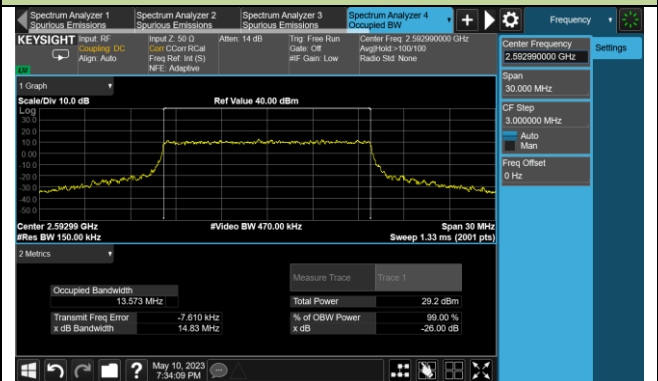 Spectrum Analyzer 1
Spurious Emissions
Spectrum Analyzer 2
Spurious Emissions
Spectrum Analyzer 3
Spurious Emissions
Spectrum Analyzer 4
Occupied BW
Frequency
KEYSIGHT
Input: RF
Coupling: DC
Align: Auto
Input Z: 50 Ω
Corr CCorr RCal
Freq Ref: Int (S)
NFE: Adaptive
Atten: 14 dB
Trig: Free Run
Gate: Off
#IF Gain: Low
Center Freq: 2.592990000 GHz
Avg|Hold:>100/100
Radio Std: None
Center Frequency
2.592990000 GHz
Settings
Span
30.000 MHz
CF Step
3.000000 MHz
Auto
Man
Freq Offset
0 Hz
1 Graph
Scale/Div 10.0 dB
Ref Value 40.00 dBm
Log
30.0
20.0
10.0
0.00
-10.0
-20.0
-30.0
-40.0
-50.0
Center 2.59299 GHz
#Video BW 470.00 kHz
Span 30 MHz
#Res BW 150.00 kHz
Sweep 1.33 ms (2001 pts)
2 Metrics
Measure Trace
Trace 1
Occupied Bandwidth
13.573 MHz
Total Power
29.2 dBm
Transmit Freq Error
-7.610 kHz
% of OBW Power
99.00 %
x dB Bandwidth
14.83 MHz
x dB
-26.00 dB
May 10, 2023
7:34:09 PM